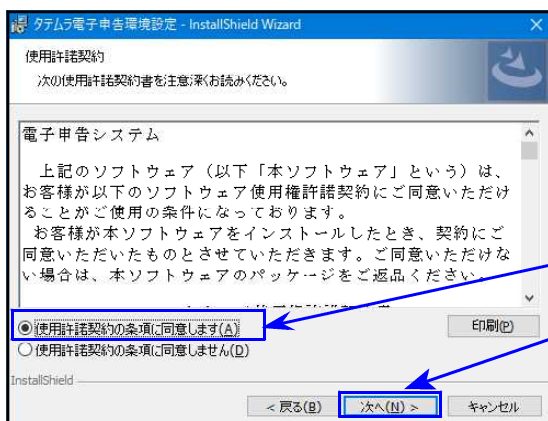 タテムラ電子申告環境設定 - InstallShield Wizard
使用許諾契約
次の使用許諾契約書を注意深くお読みください。
電子申告システム
上記のソフトウェア（以下「本ソフトウェア」という）は、
お客様が以下のソフトウェア使用権許諾契約にご同意いただけ
ることがご使用の条件になっております。
お客様が本ソフトウェアをインストールしたとき、契約にご
同意いただいたものとさせていただきます。ご同意いただけな
い場合は、本ソフトウェアのパッケージをご返品ください。
使用許諾契約の条項に同意します(A)
印刷(P)
使用許諾契約の条項に同意しません(D)
InstallShield
< 戻る(B)
次へ(N) >
キャンセル